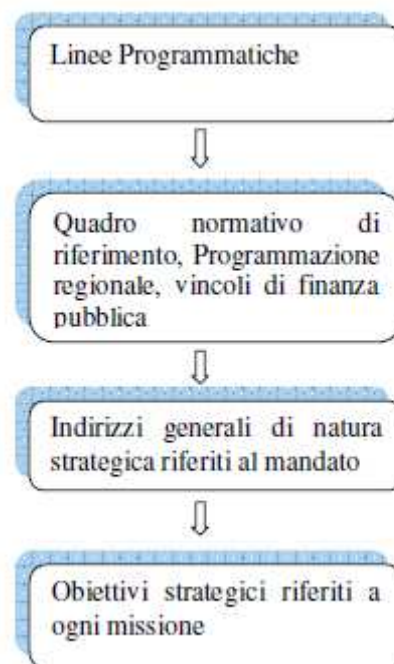 Linee Programmatiche
Quadro normativo di
riferimento, Programmazione
regionale, vincoli di finanza
pubblica
Indirizzi generali di natura
strategica riferiti al mandato
Obiettivi strategici riferiti a
ogni missione